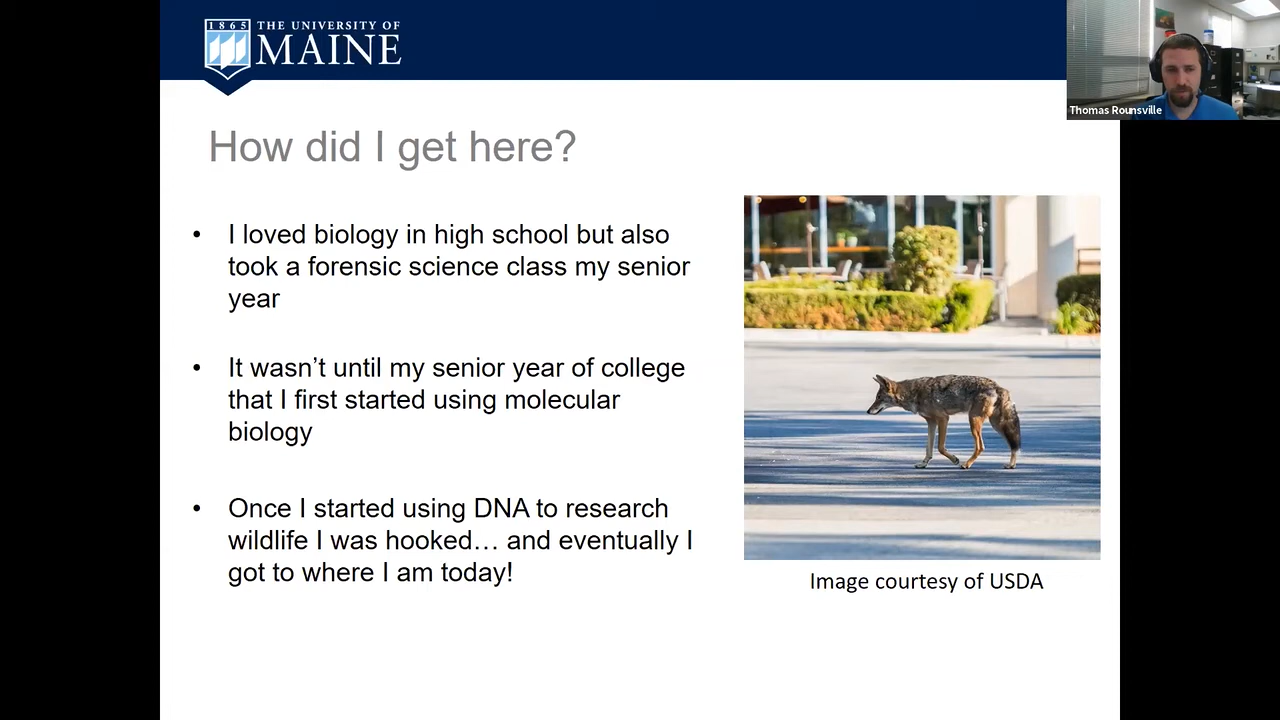 1865
THE UNIVERSITY OF
MAINE
Thomas Rounsville
How did I get here?
• I loved biology in high school but also
took a forensic science class my senior
year
• It wasn’t until my senior year of college
that I first started using molecular
biology
• Once I started using DNA to research
wildlife I was hooked… and eventually I
got to where I am today!
Image courtesy of USDA